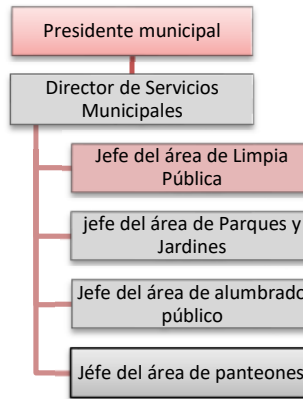 Presidente municipal
Director de Servicios
Municipales
Jefe del área de Limpia
Pública
jefe del área de Parques y
Jardines
Jefe del área de alumbrado
público
Jéfe del área de panteones